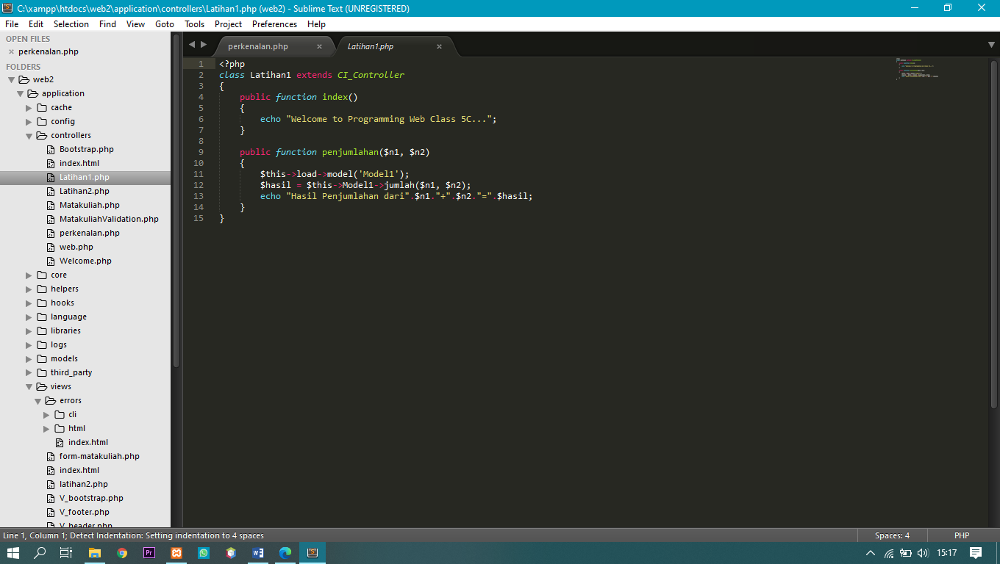 C:\xampp\htdocs\web2\application\controllers\Latihan1.php (web2) - Sublime Text (UNREGISTERED)
File Edit Selection Find View Goto Tools Project Preferences Help
OPEN FILES
perkenalan.php
FOLDERS
web2
application
cache
config
controllers
Bootstrap.php
index.html
Latihan1.php
Latihan2.php
Matakuliah.php
MatakuliahValidation.php
perkenalan.php
web.php
Welcome.php
core
helpers
hooks
language
libraries
logs
models
third_party
views
errors
cli
html
index.html
form-matakuliah.php
index.html
latihan2.php
V_bootstrap.php
V_footer.php
V_header.php
perkenalan.php Latihan1.php
1 <?php
2 class Latihan1 extends CI_Controller
3 {
4 public function index()
5 {
6 echo "Welcome to Programming Web Class 5C...";
7 }
8
9 public function penjumlahan($n1, $n2)
10 {
11 $this->load->model('Model1');
12 $hasil = $this->Model1->jumlah($n1, $n2);
13 echo "Hasil Penjumlahan dari".$n1."+".$n2."=".$hasil;
14 }
15 }
Line 1, Column 1; Detect Indentation: Setting indentation to 4 spaces Spaces: 4 PHP
Pr 15:17